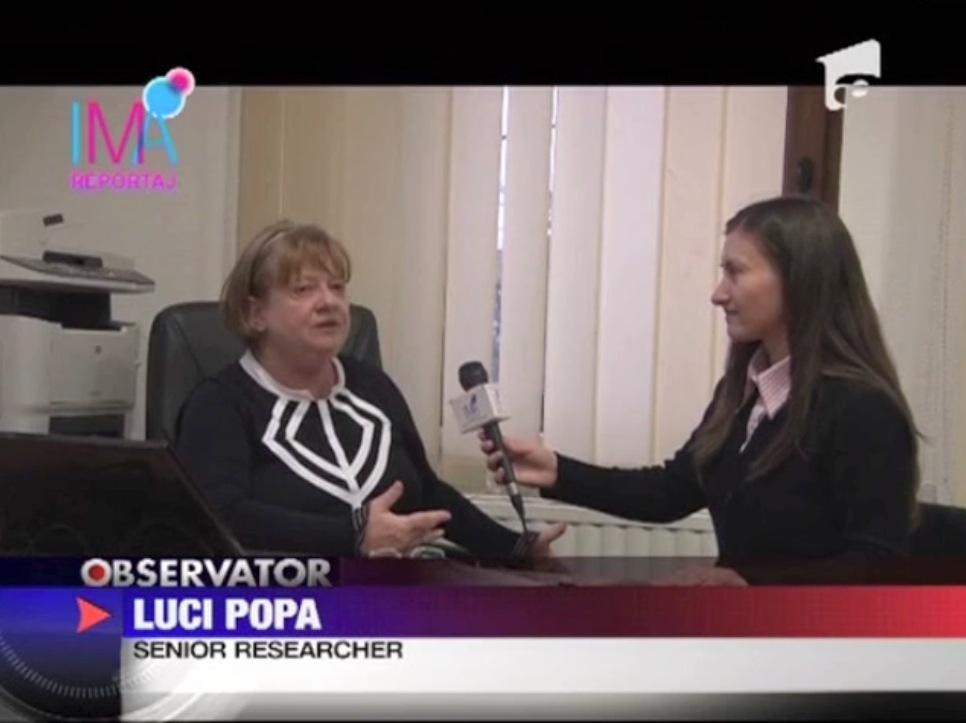 IMA
REPORTAJ
OBSERVATOR
LUCI POPA
SENIOR RESEARCHER